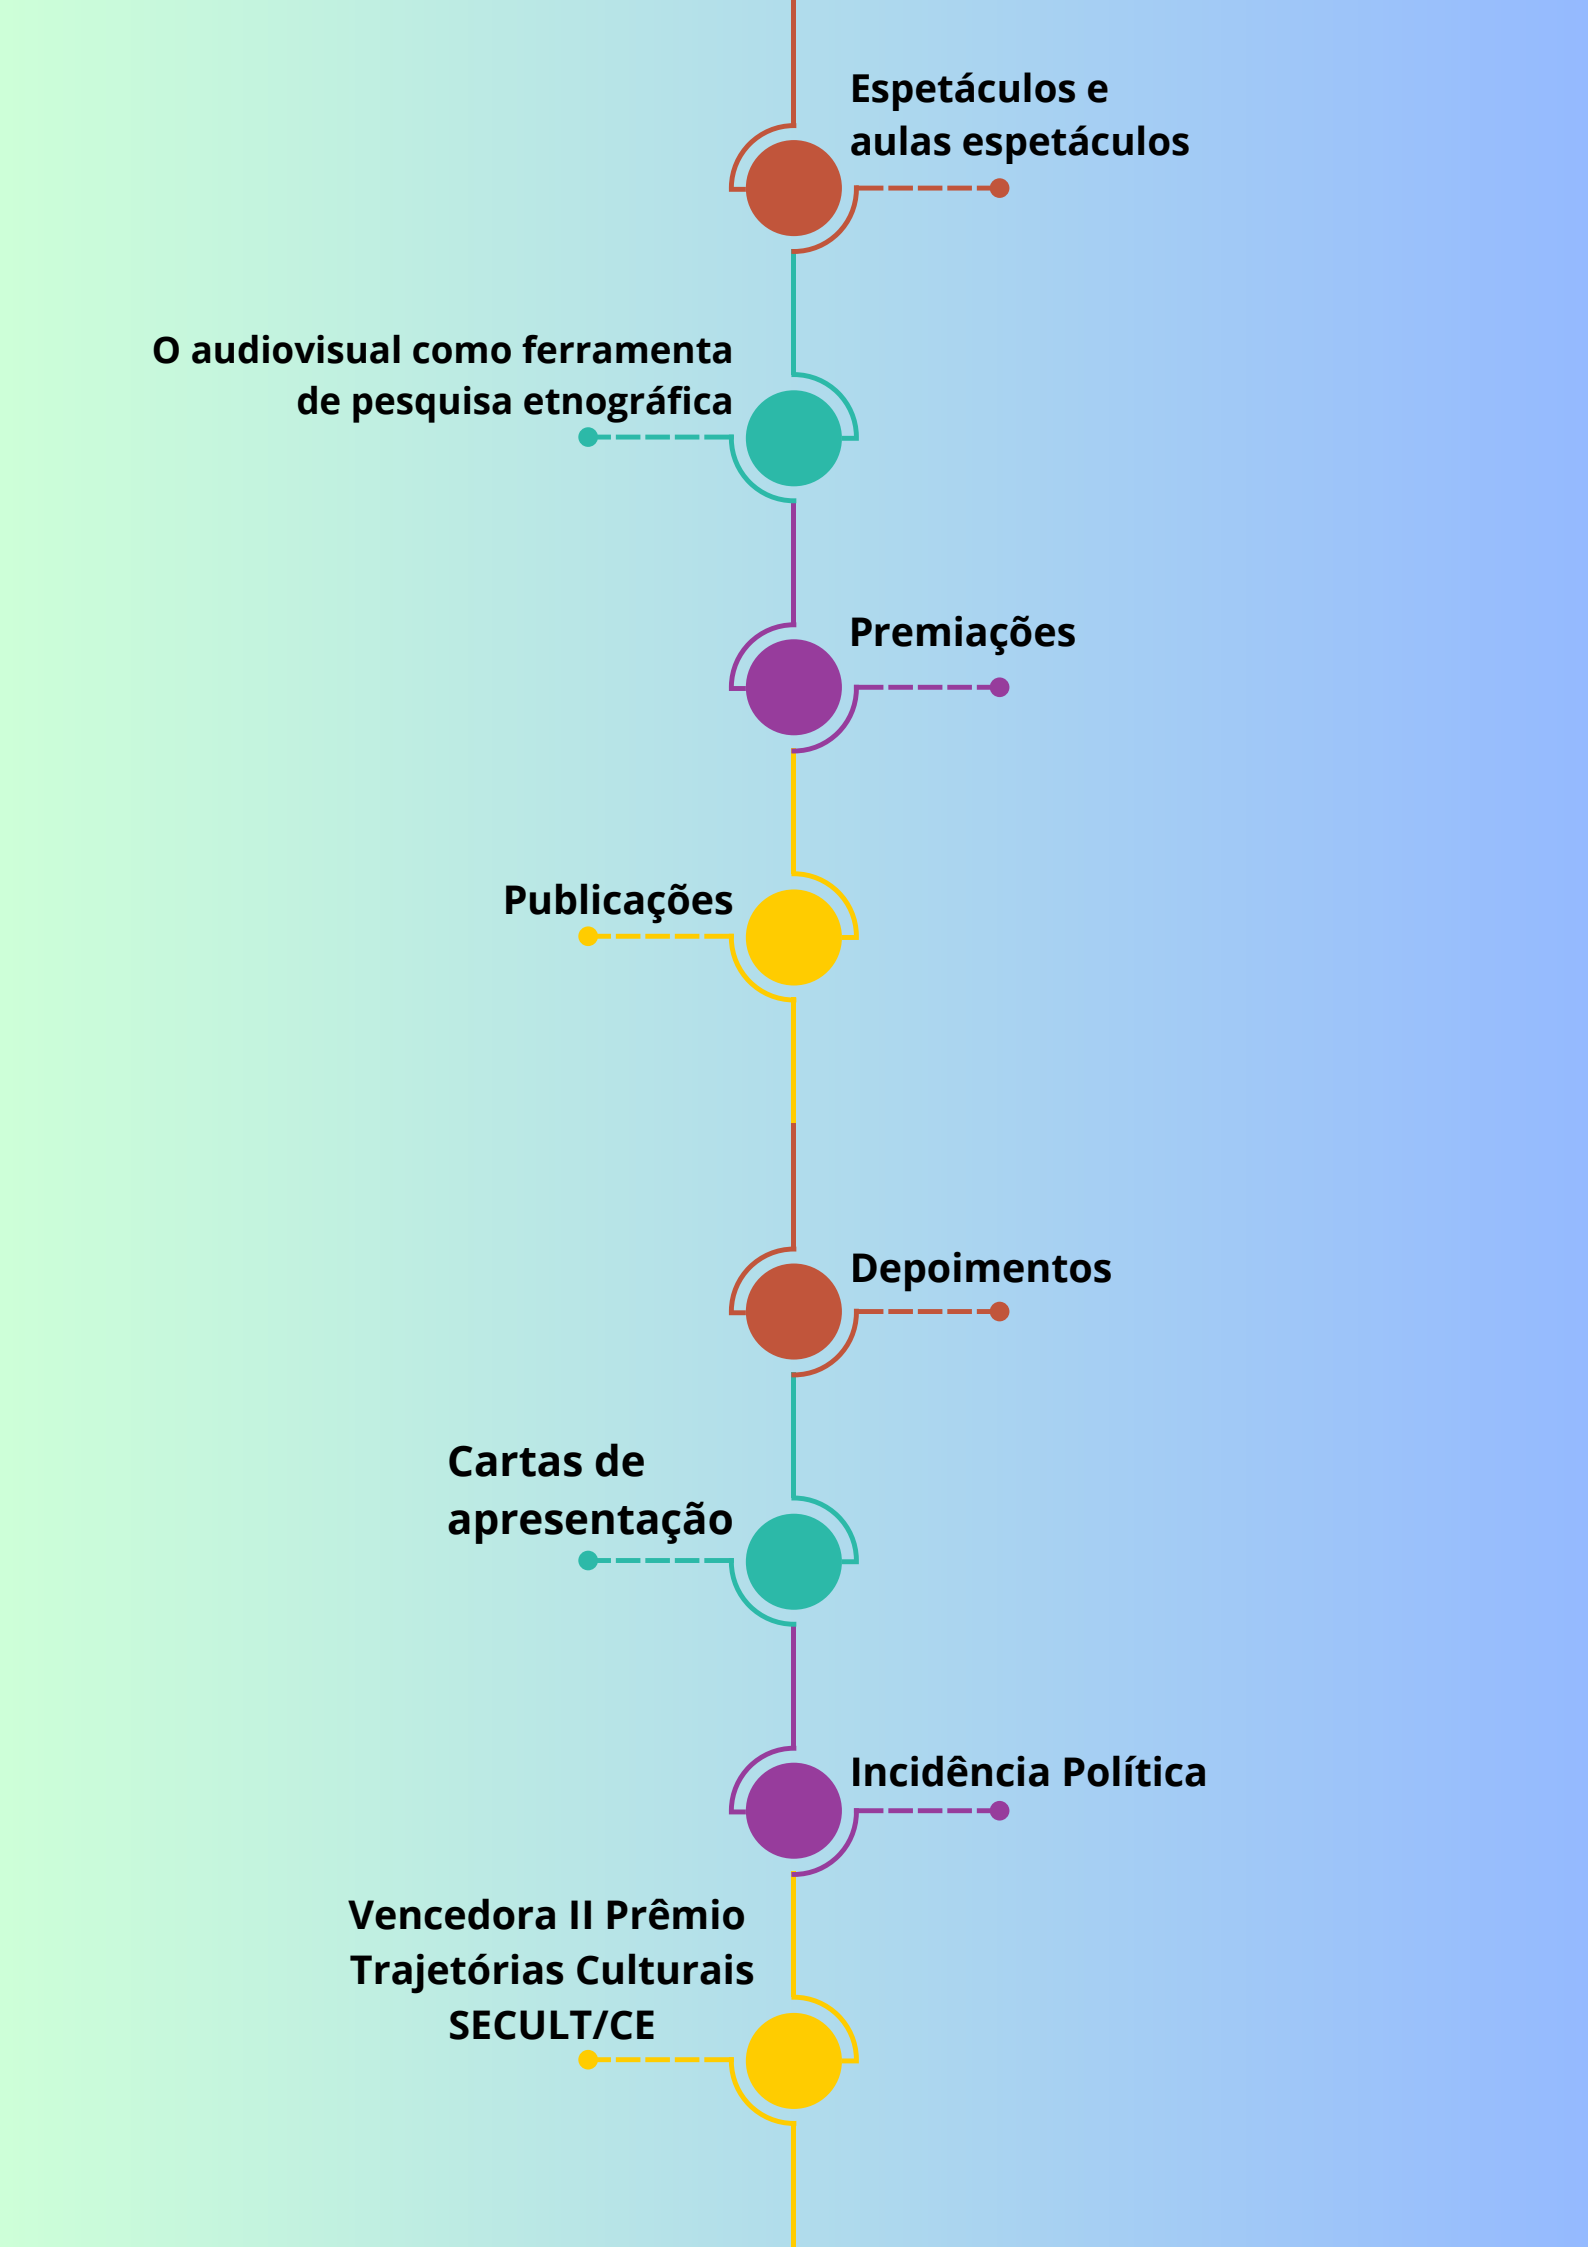 Espetáculos e
aulas espetáculos
O audiovisual como ferramenta
de pesquisa etnográfica
Premiações
Publicações
Depoimentos
Cartas de
apresentação
Incidência Política
Vencedora II Prêmio
Trajetórias Culturais
SECULT/CE